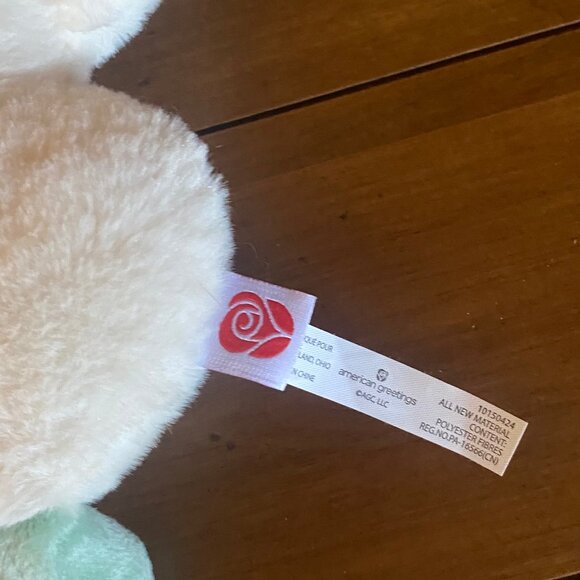 QUÉ POUR
LAND, OHIO
N CHINE
american greetings
©AGC, LLC
10150424
ALL NEW MATERIAL
CONTENT:
POLYESTER FIBRES
REG.NO.PA-16566(CN)